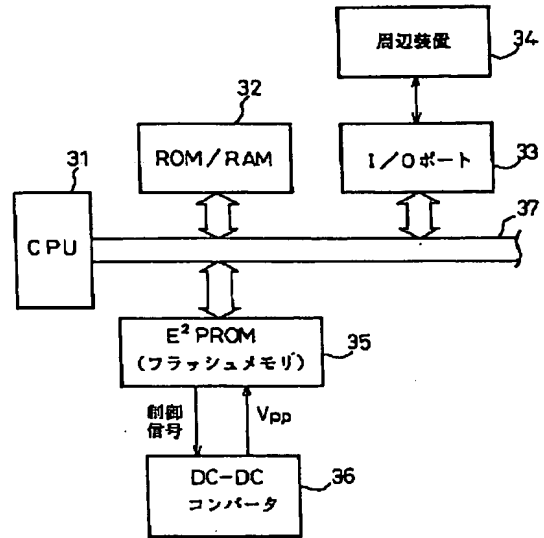 周辺装置
34
32
ROM/RAM
I/Oポート
33
31
CPU
37
E² PROM
(フラッシュメモリ)
35
制御
信号
Vpp
DC-DC
コンバータ
36